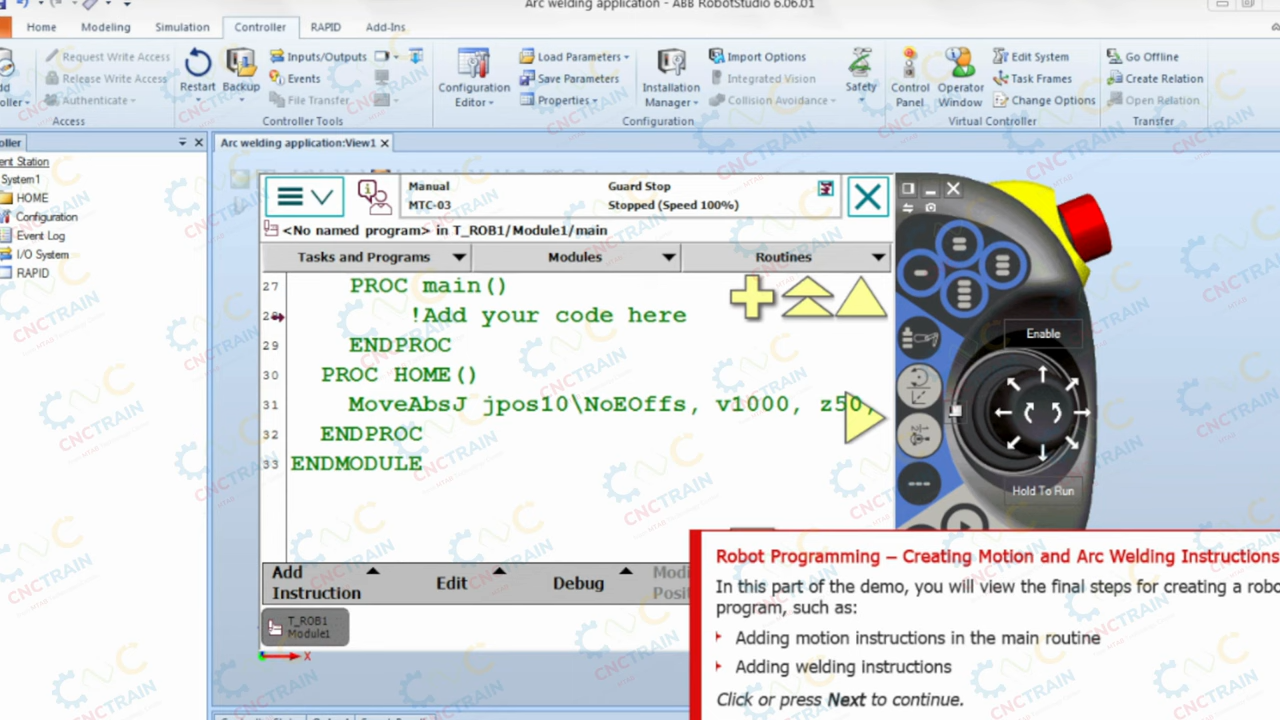 Arc welding application - ABB RobotStudio 6.06.01
Home Modeling Simulation Controller RAPID Add-Ins
Request Write Access
Release Write Access
Authenticate
Access
Restart Backup
Inputs/Outputs
Events
File Transfer
Controller Tools
Configuration
Editor
Load Parameters
Save Parameters
Properties
Installation
Manager
Import Options
Integrated Vision
Collision Avoidance
Safety
Configuration
Control
Panel
Operator
Window
Edit System
Task Frames
Change Options
Virtual Controller
Go Offline
Create Relation
Open Relation
Transfer
Arc welding application:View1
Station
System1
HOME
Configuration
Event Log
I/O System
RAPID
Manual
MTC-03
Guard Stop
Stopped (Speed 100%)
<No named program> in T_ROB1/Module1/main
Tasks and Programs Modules Routines
27 PROC main()
28 !Add your code here
29 ENDPROC
30 PROC HOME()
31 MoveAbsJ jpos10\NoEOffs, v1000, z50,
32 ENDPROC
33 ENDMODULE
Add
Instruction
Edit
Debug
T_ROB1
Module1
X
Enable
Hold To Run
Robot Programming – Creating Motion and Arc Welding Instructions
In this part of the demo, you will view the final steps for creating a robo
program, such as:
Adding motion instructions in the main routine
Adding welding instructions
Click or press Next to continue.
CNCTRAIN